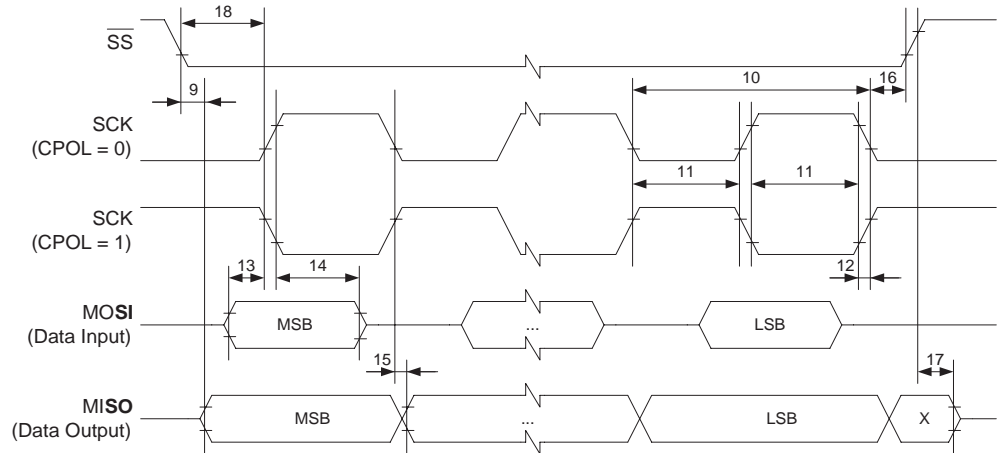 18
SS
9
10
16
SCK
(CPOL = 0)
11
11
SCK
(CPOL = 1)
13
14
12
MOSI
(Data Input)
MSB
...
LSB
15
17
MISO
(Data Output)
MSB
...
LSB
X